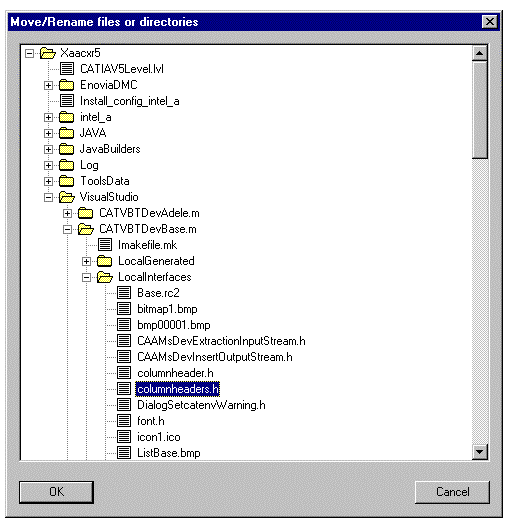 Move/Rename files or directories
Xaacxr5
CATIAV5Level.lvl
EnoviaDMC
Install_config_intel_a
intel_a
JAVA
JavaBuilders
Log
ToolsData
VisualStudio
CATVBTDevAdele.m
CATVBTDevBase.m
Imakefile.mk
LocalGenerated
LocalInterfaces
Base.rc2
bitmap1.bmp
bmp00001.bmp
CAAMsDevExtractionInputStream.h
CAAMsDevInsertOutputStream.h
columnheader.h
columnheaders.h
DialogSetcatenvWarning.h
font.h
icon1.ico
ListBase.bmp
OK Cancel